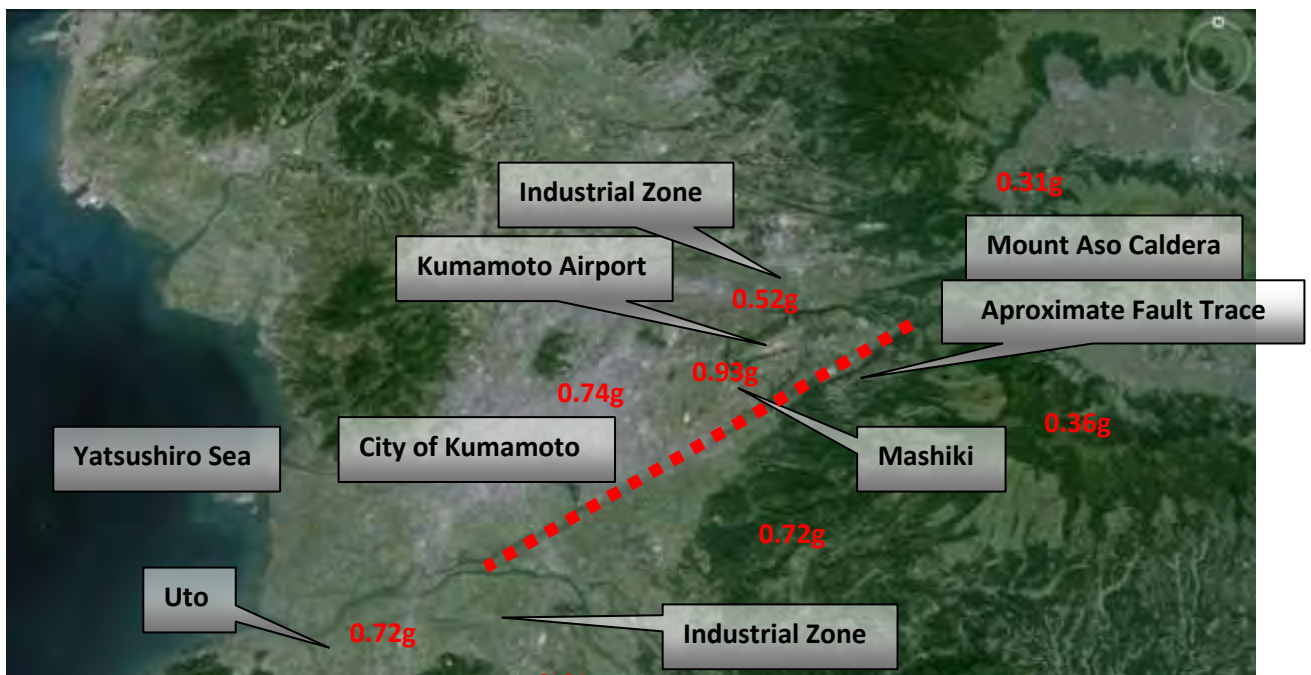 N
Industrial Zone
0.31g
Mount Aso Caldera
Kumamoto Airport
0.52g
Aproximate Fault Trace
0.93g
0.74g
0.36g
City of Kumamoto
Yatsushiro Sea
Mashiki
0.72g
Uto
0.72g
Industrial Zone